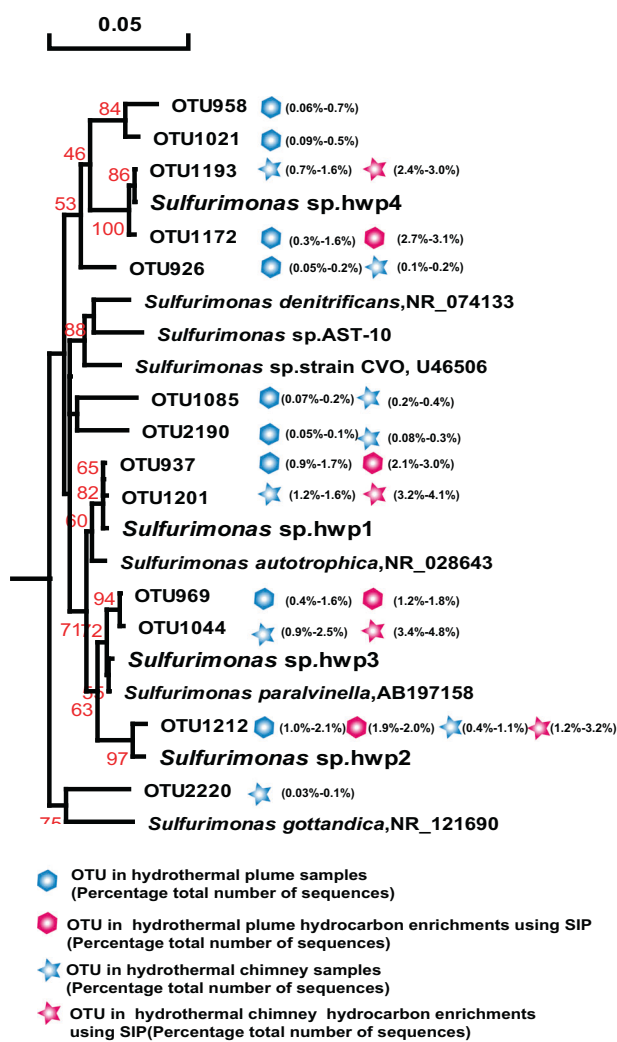 0.05
84 OTU958 (0.06%-0.7%)
OTU1021 (0.09%-0.5%)
46
86 OTU1193 (0.7%-1.6%) (2.4%-3.0%)
53 Sulfurimonas sp.hwp4
100 OTU1172 (0.3%-1.6%) (2.7%-3.1%)
OTU926 (0.05%-0.2%) (0.1%-0.2%)
Sulfurimonas denitrificans,NR_074133
88 Sulfurimonas sp.AST-10
Sulfurimonas sp.strain CVO, U46506
OTU1085 (0.07%-0.2%) (0.2%-0.4%)
OTU2190 (0.05%-0.1%) (0.08%-0.3%)
65 OTU937 (0.9%-1.7%) (2.1%-3.0%)
82 OTU1201 (1.2%-1.6%) (3.2%-4.1%)
60 Sulfurimonas sp.hwp1
Sulfurimonas autotrophica,NR_028643
94 OTU969 (0.4%-1.6%) (1.2%-1.8%)
71 72 OTU1044 (0.9%-2.5%) (3.4%-4.8%)
Sulfurimonas sp.hwp3
Sulfurimonas paralvinella,AB197158
63 OTU1212 (1.0%-2.1%) (1.9%-2.0%) (0.4%-1.1%) (1.2%-3.2%)
97 Sulfurimonas sp.hwp2
OTU2220 (0.03%-0.1%)
75 Sulfurimonas gottandica,NR_121690
OTU in hydrothermal plume samples
(Percentage total number of sequences)
OTU in hydrothermal plume hydrocarbon enrichments using SIP
(Percentage total number of sequences)
OTU in hydrothermal chimney samples
(Percentage total number of sequences)
OTU in hydrothermal chimney hydrocarbon enrichments
using SIP(Percentage total number of sequences)